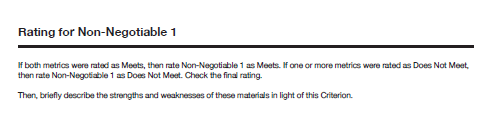 Rating for Non-Negotiable 1
If both metrics were rated as Meets, then rate Non-Negotiable 1 as Meets. If one or more metrics were rated as Does Not Meet,
then rate Non-Negotiable 1 as Does Not Meet. Check the final rating.
Then, briefly describe the strengths and weaknesses of these materials in light of this Criterion.